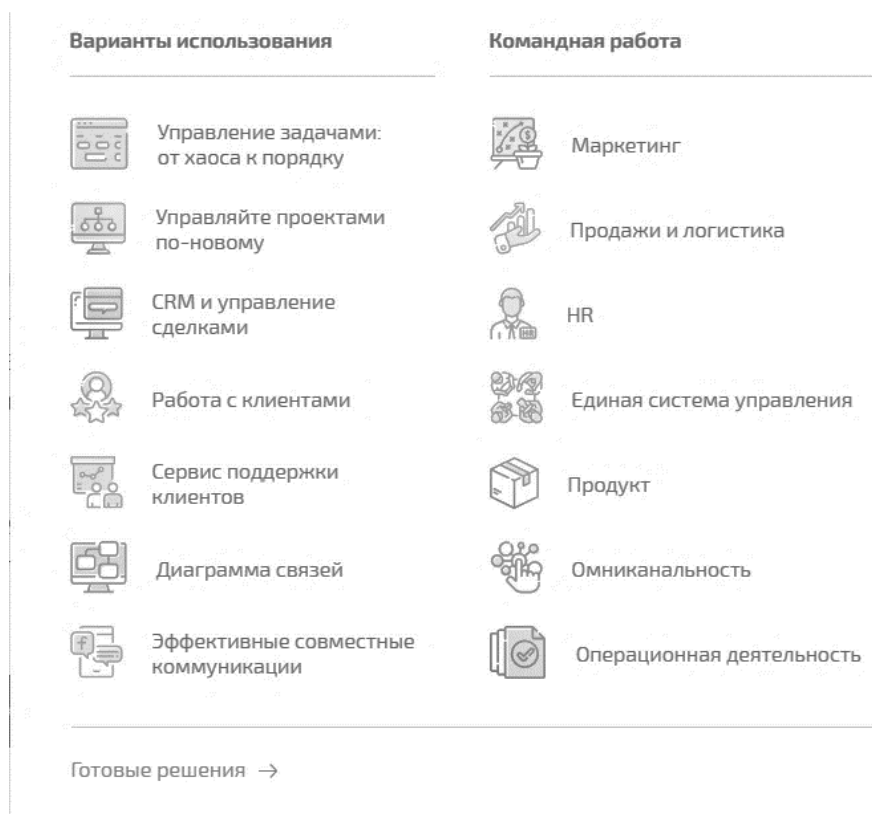 Варианты использования
Управление задачами:
от хаоса к порядку
Управляйте проектами
по-новому
CRM и управление
сделками
Работа с клиентами
Сервис поддержки
клиентов
Диаграмма связей
f
Эффективные совместные
коммуникации
Командная работа
$
Маркетинг
Продажи и логистика
HR
HR
Единая система управления
Продукт
Омниканальность
Операционная деятельность
Готовые решения →